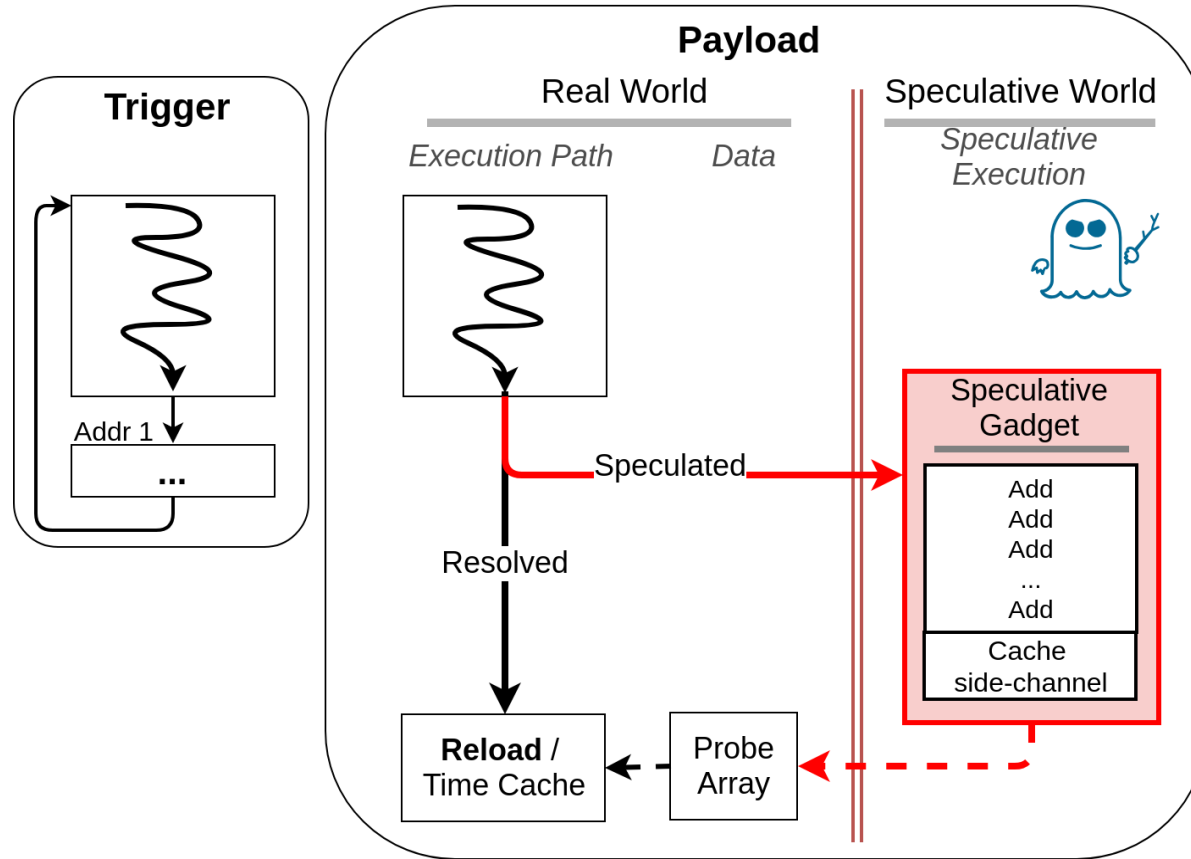 Trigger
Addr 1
...
Payload
Real World
Speculative World
Execution Path
Data
Speculative
Execution
Speculated
Resolved
Speculative
Gadget
Add
Add
Add
...
Add
Cache
side-channel
Reload /
Time Cache
Probe
Array